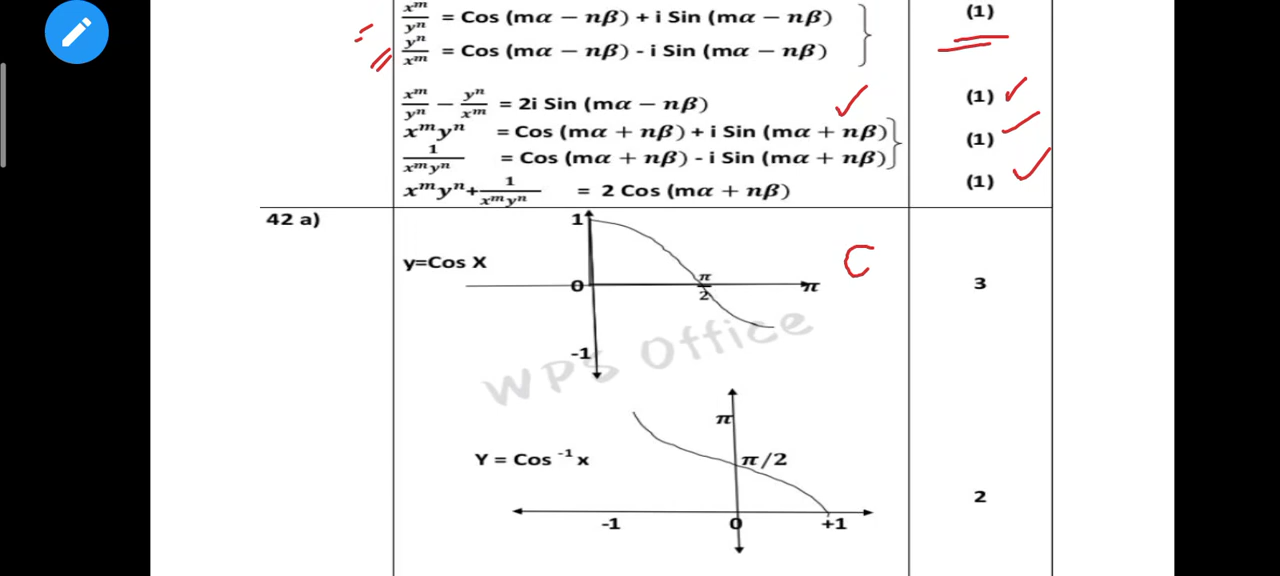 x^m/y^n = Cos (mα − nβ) + i Sin (mα − nβ)
(1)
y^n/x^m = Cos (mα − nβ) - i Sin (mα − nβ)
x^m/y^n − y^n/x^m = 2i Sin (mα − nβ)
(1)
x^m y^n = Cos (mα + nβ) + i Sin (mα + nβ)
(1)
1/x^m y^n = Cos (mα + nβ) - i Sin (mα + nβ)
x^m y^n + 1/x^m y^n = 2 Cos (mα + nβ)
(1)
42 a)
1
y=Cos X
C
0
π/2
π
3
-1
WPS Office
π
Y = Cos ⁻¹ x
π/2
2
-1
0
+1